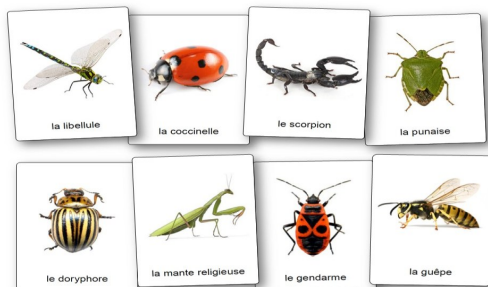 la libellule
la coccinelle
le scorpion
la punaise
le doryphore
la mante religieuse
le gendarme
la guêpe